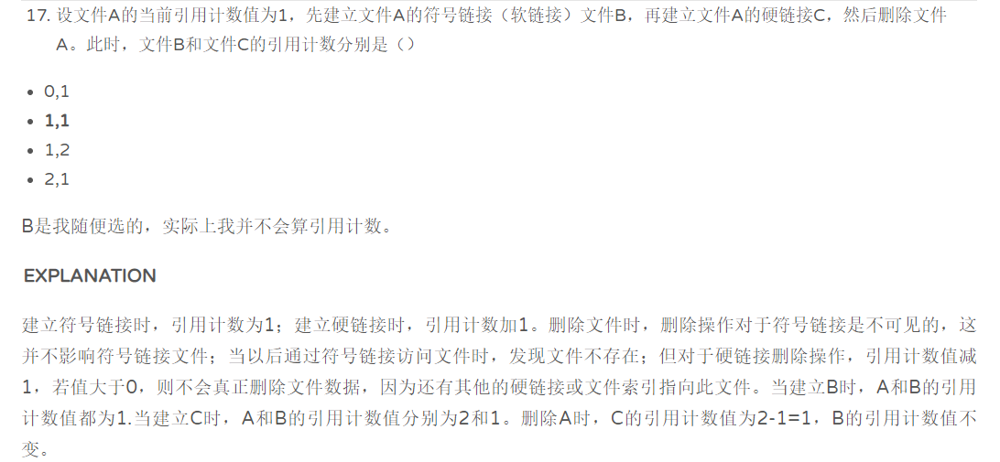 17. 设文件A的当前引用计数值为1，先建立文件A的符号链接（软链接）文件B，再建立文件A的硬链接C，然后删除文件
A。此时，文件B和文件C的引用计数分别是（）
• 0,1
• 1,1
• 1,2
• 2,1
B是我随便选的，实际上我并不会算引用计数。
EXPLANATION
建立符号链接时，引用计数为1；建立硬链接时，引用计数加1。删除文件时，删除操作对于符号链接是不可见的，这
并不影响符号链接文件；当以后通过符号链接访问文件时，发现文件不存在；但对于硬链接删除操作，引用计数值减
1，若值大于0，则不会真正删除文件数据，因为还有其他的硬链接或文件索引指向此文件。当建立B时，A和B的引用
计数值都为1.当建立C时，A和B的引用计数值分别为2和1。删除A时，C的引用计数值为2-1=1，B的引用计数值不
变。